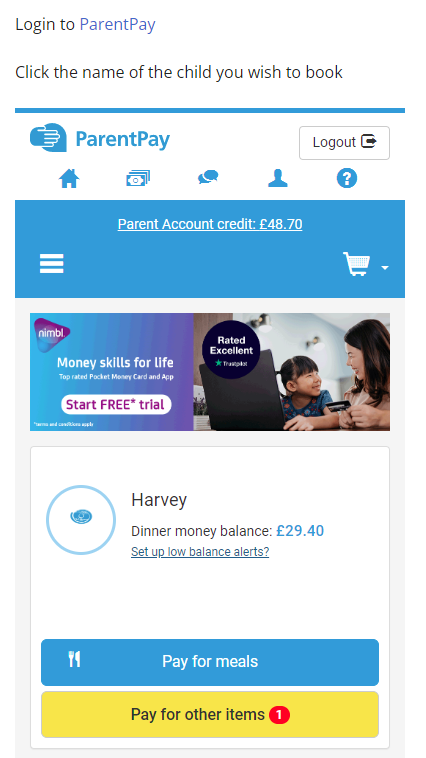 Login to ParentPay
Click the name of the child you wish to book
ParentPay
Logout
Parent Account credit: £48.70
nimbl.
Money skills for life
Top rated Pocket Money Card and App
Start FREE* trial
*terms and conditions apply
Rated
Excellent
Trustpilot
Harvey
Dinner money balance: £29.40
Set up low balance alerts?
Pay for meals
Pay for other items 1